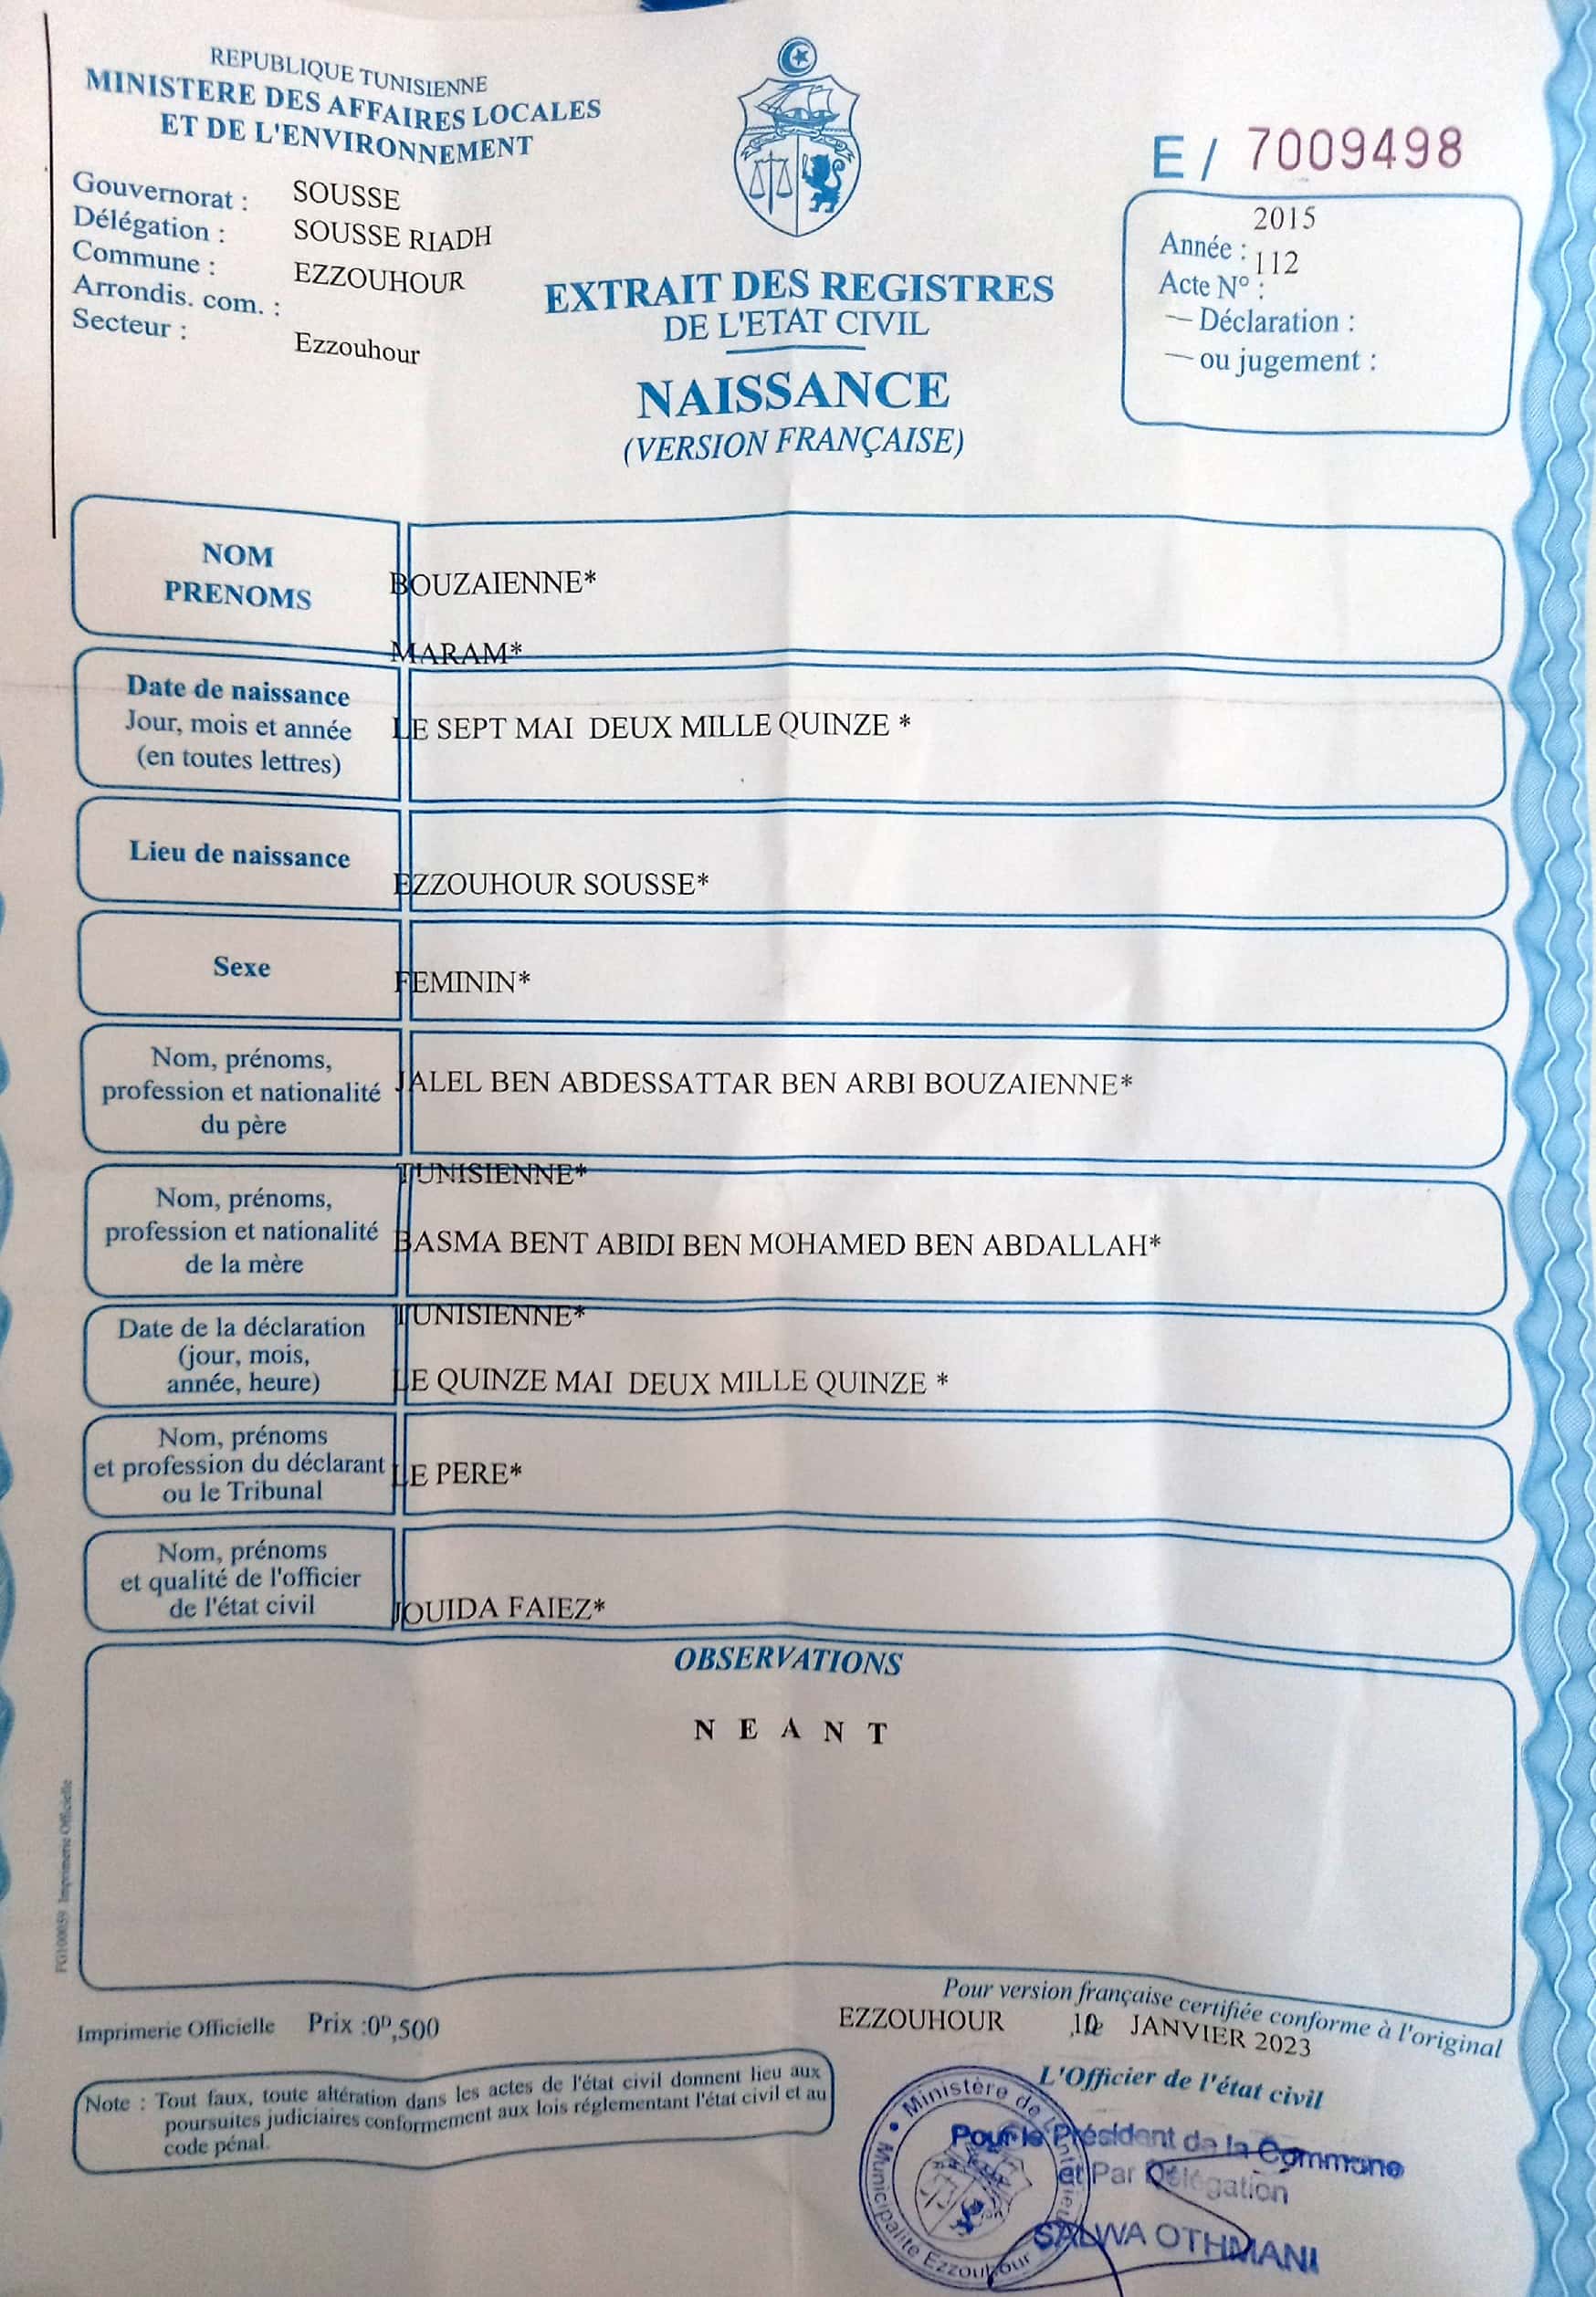 REPUBLIQUE TUNISIENNE
MINISTERE DES AFFAIRES LOCALES
ET DE L'ENVIRONNEMENT
Gouvernorat : SOUSSE
Délégation : SOUSSE RIADH
Commune : EZZOUHOUR
Arrondis. com. :
Secteur : Ezzouhour
EXTRAIT DES REGISTRES
DE L'ETAT CIVIL
NAISSANCE
(VERSION FRANÇAISE)
E / 7009498
Année : 2015
Acte N° : 112
— Déclaration :
— ou jugement :
NOM
PRENOMS
BOUZAIENNE*
MARAM*
Date de naissance
Jour, mois et année
(en toutes lettres)
LE SEPT MAI DEUX MILLE QUINZE *
Lieu de naissance
EZZOUHOUR SOUSSE*
Sexe
FEMININ*
Nom, prénoms,
profession et nationalité
du père
JALEL BEN ABDESSATTAR BEN ARBI BOUZAIENNE*
TUNISIENNE*
Nom, prénoms,
profession et nationalité
de la mère
BASMA BENT ABIDI BEN MOHAMED BEN ABDALLAH*
TUNISIENNE*
Date de la déclaration
(jour, mois,
année, heure)
LE QUINZE MAI DEUX MILLE QUINZE *
Nom, prénoms
et profession du déclarant
ou le Tribunal
LE PERE*
Nom, prénoms
et qualité de l'officier
de l'état civil
JOUIDA FAIEZ*
OBSERVATIONS
N E A N T
FG100059 Imprimerie Officielle
Imprimerie Officielle Prix :0ᴰ,500
Note : Tout faux, toute altération dans les actes de l'état civil donnent lieu aux
poursuites judiciaires conformement aux lois réglementant l'état civil et au
code pénal.
Pour version française certifiée conforme à l'original
EZZOUHOUR ,le 10 JANVIER 2023
L'Officier de l'état civil
Ministère de l'Intérieur
Municipalité Ezzouhour
Pour le Président de la Commune
et Par Délégation
SALWA OTHMANI